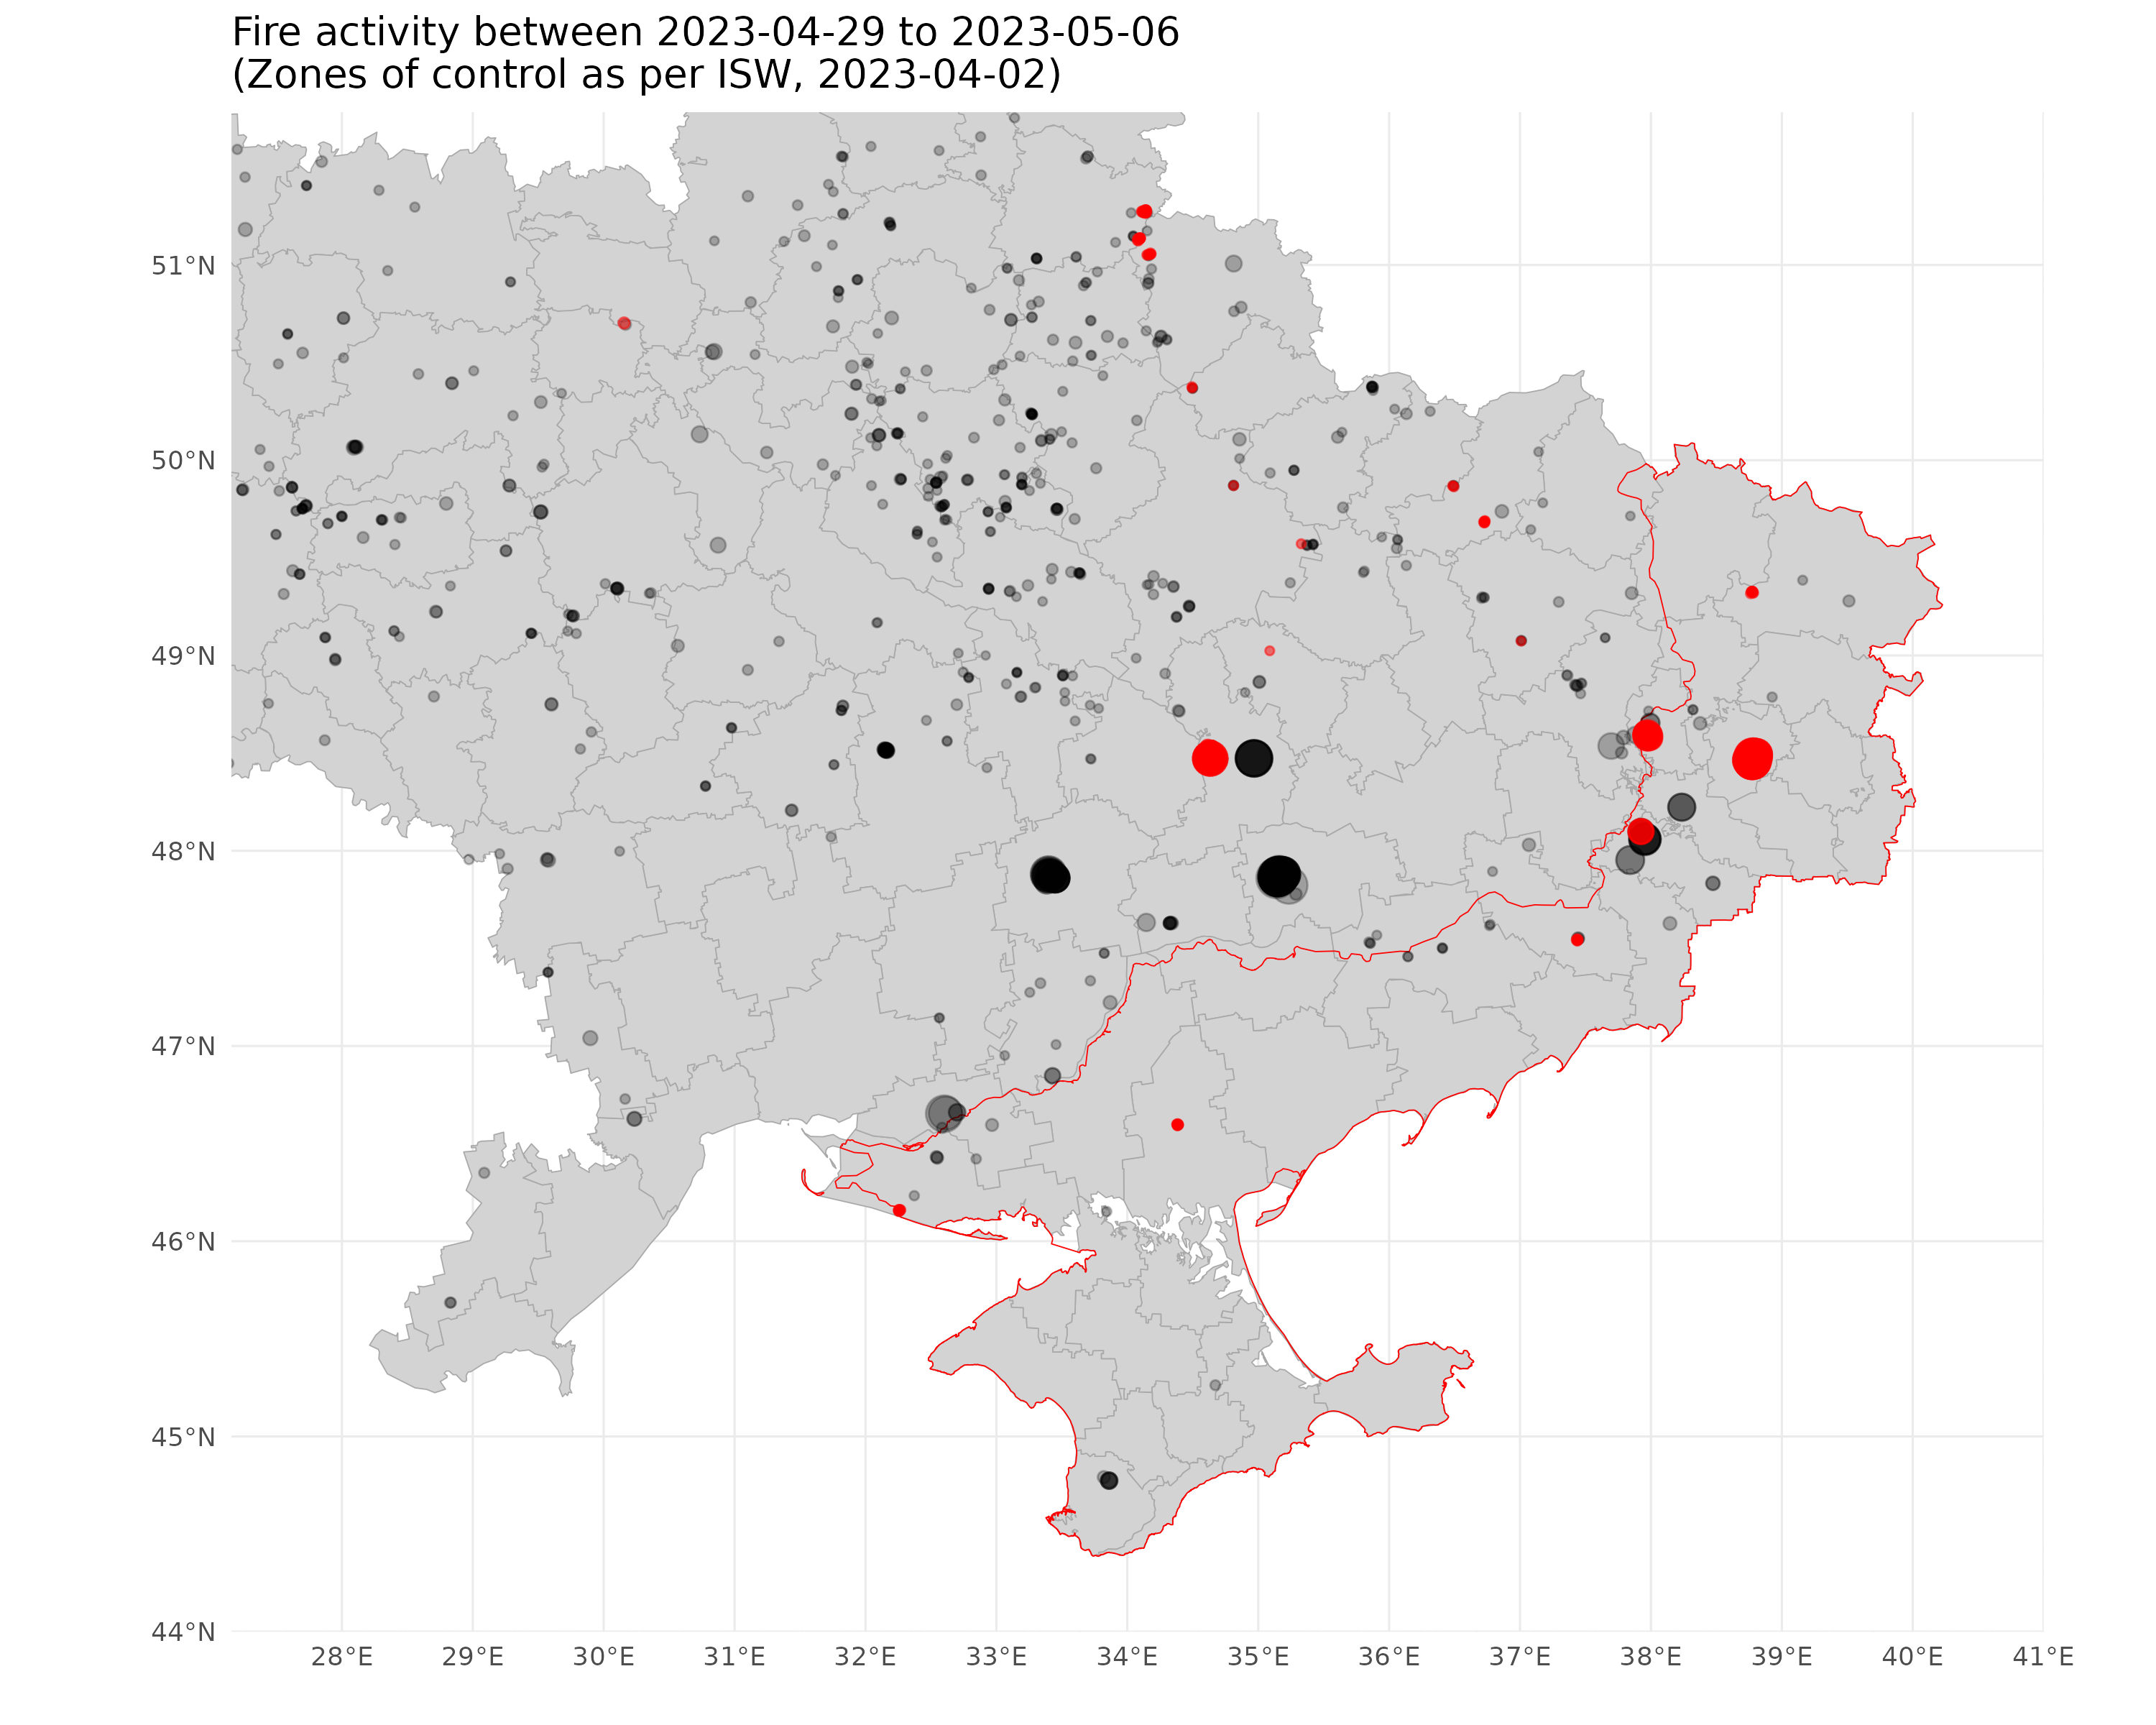 Fire activity between 2023-04-29 to 2023-05-06
(Zones of control as per ISW, 2023-04-02)
51°N
50°N
49°N
48°N
47°N
46°N
45°N
44°N
28°E 29°E 30°E 31°E 32°E 33°E 34°E 35°E 36°E 37°E 38°E 39°E 40°E 41°E